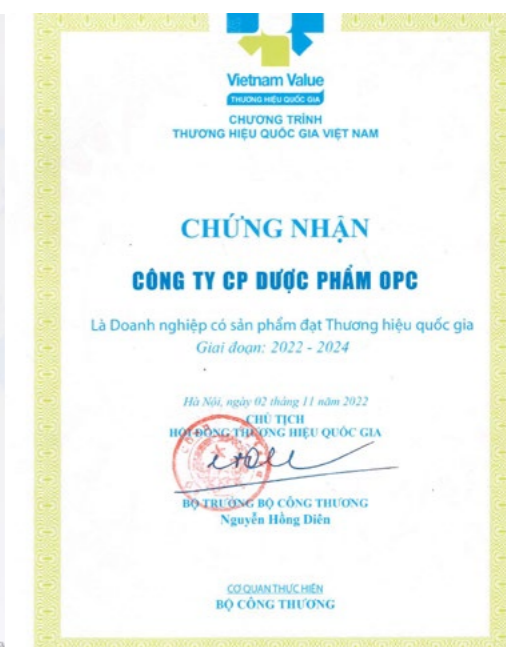 Vietnam Value
THƯƠNG HIỆU QUỐC GIA
CHƯƠNG TRÌNH
THƯƠNG HIỆU QUỐC GIA VIỆT NAM
CHỨNG NHẬN
CÔNG TY CP DƯỢC PHẨM OPC
Là Doanh nghiệp có sản phẩm đạt Thương hiệu quốc gia
Giai đoạn: 2022 - 2024
Hà Nội, ngày 02 tháng 11 năm 2022
CHỦ TỊCH
HỘI ĐỒNG THƯƠNG HIỆU QUỐC GIA
BỘ TRƯỞNG BỘ CÔNG THƯƠNG
Nguyễn Hồng Diên
CƠ QUAN THỰC HIỆN
BỘ CÔNG THƯƠNG